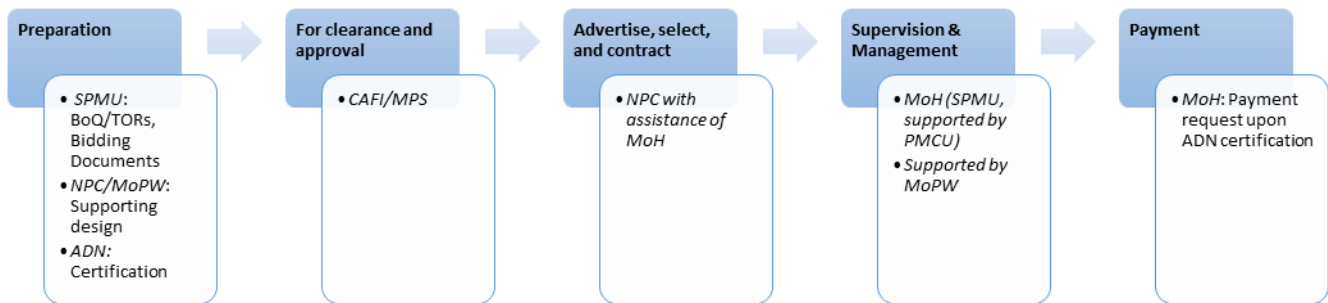 Preparation
• SPMU:
BoQ/TORs,
Bidding
Documents
• NPC/MoPW:
Supporting
design
• ADN:
Certification
For clearance and
approval
• CAFI/MPS
Advertise, select,
and contract
• NPC with
assistance of
MoH
Supervision &
Management
• MoH (SPMU,
supported by
PMCU)
• Supported by
MoPW
Payment
• MoH: Payment
request upon
ADN certification